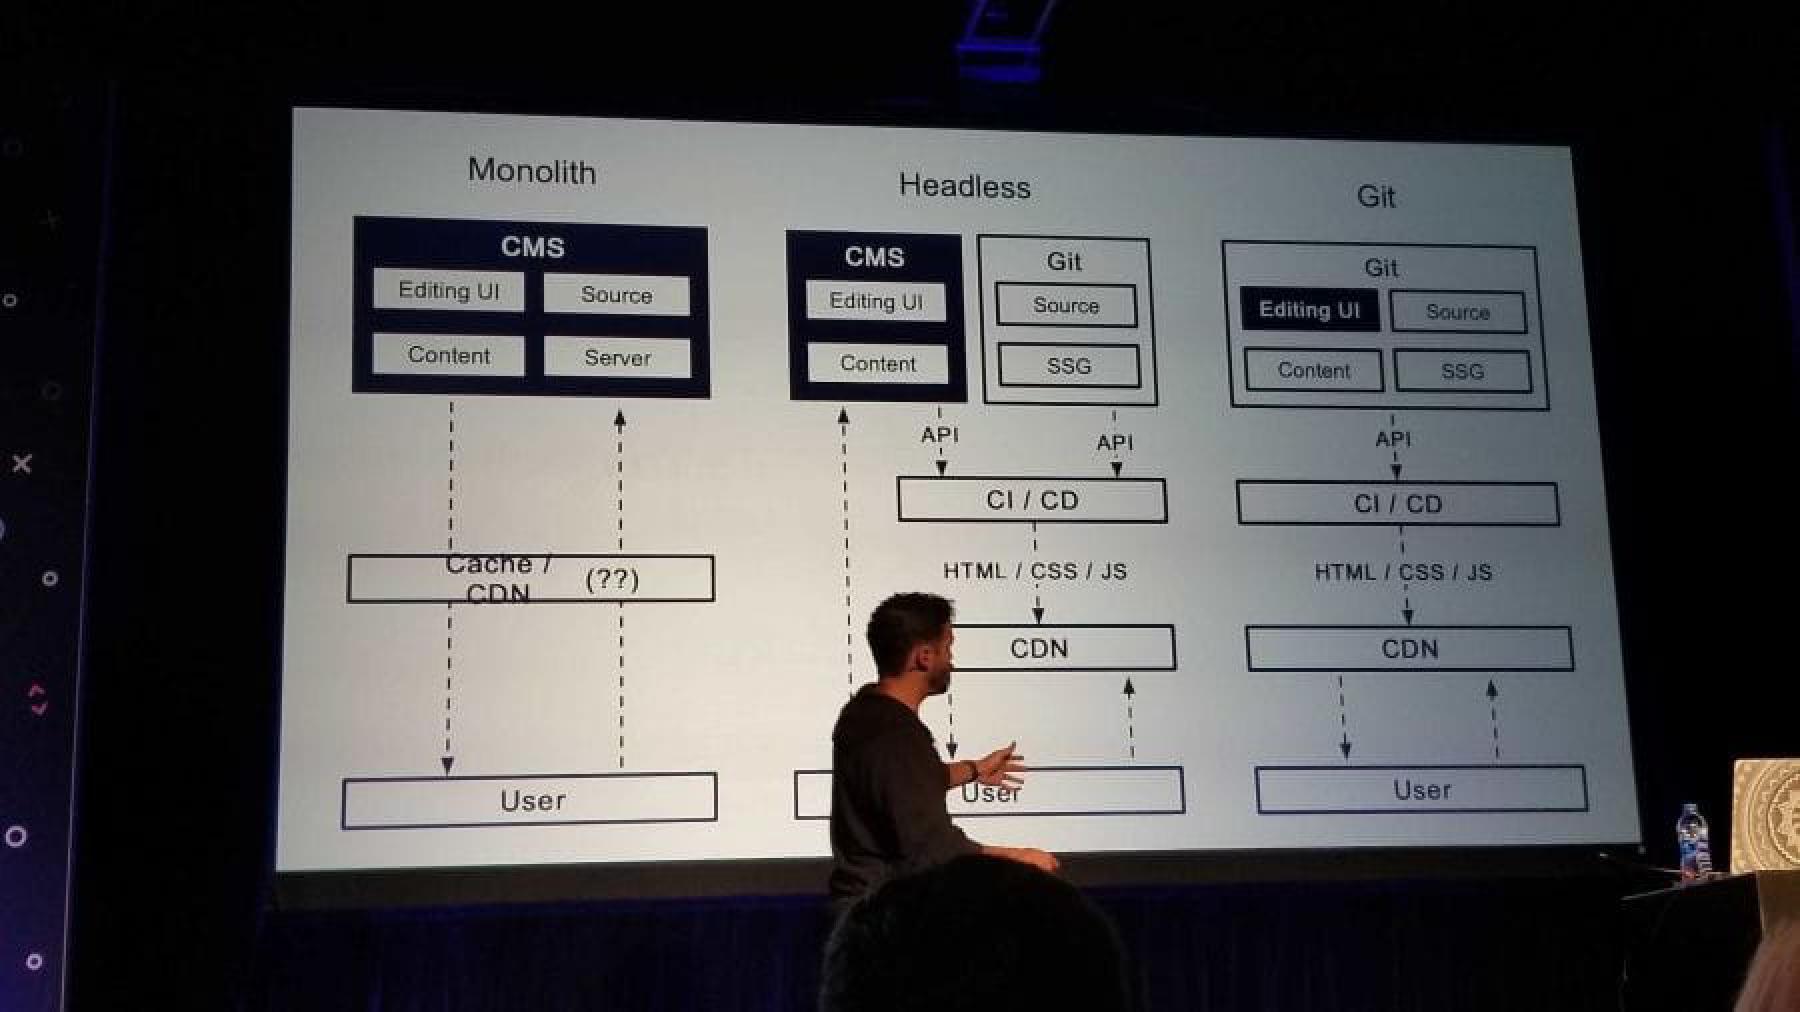 Monolith
CMS
Editing UI
Source
Content
Server
Cache /
CDN
(??)
User
Headless
CMS
Editing UI
Content
Git
Source
SSG
API
API
CI / CD
HTML / CSS / JS
CDN
User
Git
Git
Editing UI
Source
Content
SSG
API
CI / CD
HTML / CSS / JS
CDN
User